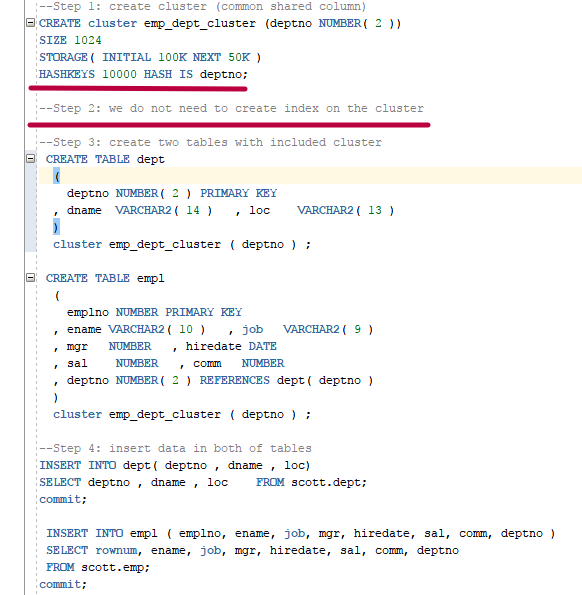 --Step 1: create cluster (common shared column)
CREATE cluster emp_dept_cluster (deptno NUMBER( 2 ))
SIZE 1024
STORAGE( INITIAL 100K NEXT 50K )
HASHKEYS 10000 HASH IS deptno;
--Step 2: we do not need to create index on the cluster
--Step 3: create two tables with included cluster
CREATE TABLE dept
(
deptno NUMBER( 2 ) PRIMARY KEY
, dname VARCHAR2( 14 ) , loc VARCHAR2( 13 )
)
cluster emp_dept_cluster ( deptno ) ;
CREATE TABLE empl
(
emplno NUMBER PRIMARY KEY
, ename VARCHAR2( 10 ) , job VARCHAR2( 9 )
, mgr NUMBER , hiredate DATE
, sal NUMBER , comm NUMBER
, deptno NUMBER( 2 ) REFERENCES dept( deptno )
)
cluster emp_dept_cluster ( deptno ) ;
--Step 4: insert data in both of tables
INSERT INTO dept( deptno , dname , loc)
SELECT deptno , dname , loc FROM scott.dept;
commit;
INSERT INTO empl ( emplno, ename, job, mgr, hiredate, sal, comm, deptno )
SELECT rownum, ename, job, mgr, hiredate, sal, comm, deptno
FROM scott.emp;
commit;